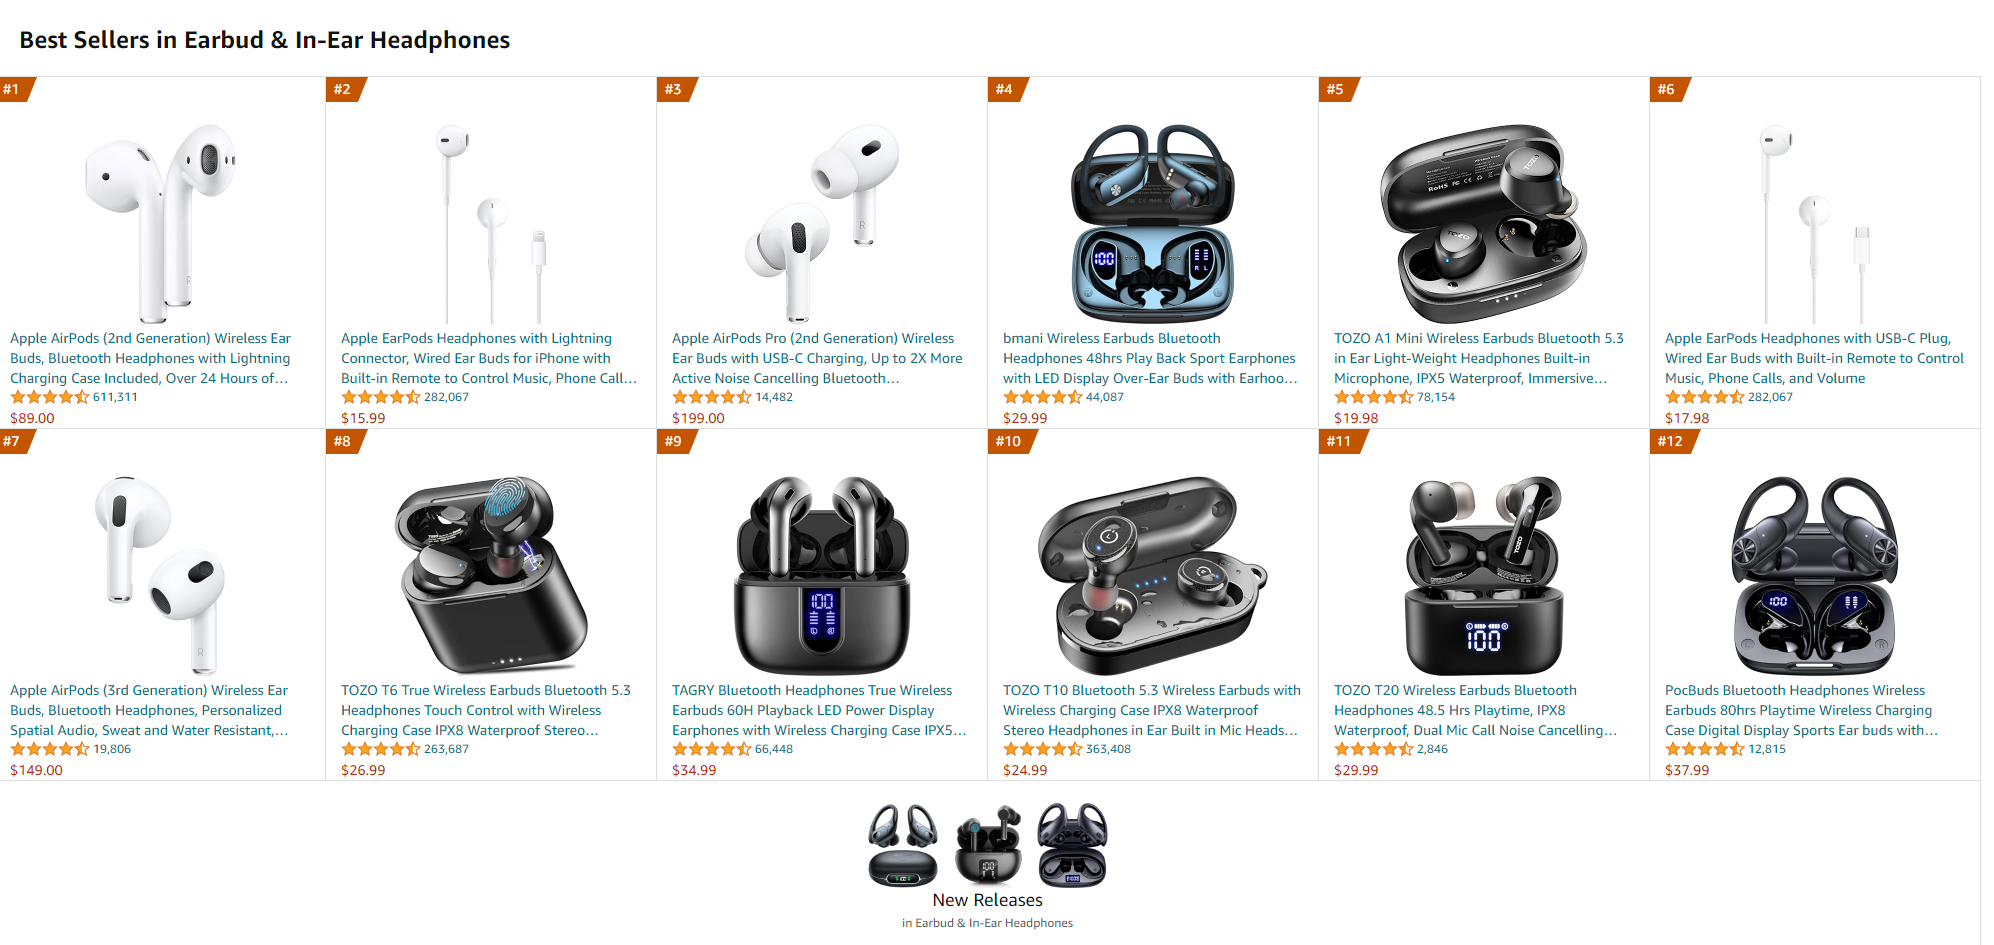 Best Sellers in Earbud & In-Ear Headphones
#1
Apple AirPods (2nd Generation) Wireless Ear
Buds, Bluetooth Headphones with Lightning
Charging Case Included, Over 24 Hours of…
611,311
$89.00
#2
Apple EarPods Headphones with Lightning
Connector, Wired Ear Buds for iPhone with
Built-in Remote to Control Music, Phone Call…
282,067
$15.99
#3
R
Apple AirPods Pro (2nd Generation) Wireless
Ear Buds with USB-C Charging, Up to 2X More
Active Noise Cancelling Bluetooth…
14,482
$199.00
#4
100
R L
bmani Wireless Earbuds Bluetooth
Headphones 48hrs Play Back Sport Earphones
with LED Display Over-Ear Buds with Earhoo…
44,087
$29.99
#5
TOZO
RoHS
TOZO
TOZO A1 Mini Wireless Earbuds Bluetooth 5.3
in Ear Light-Weight Headphones Built-in
Microphone, IPX5 Waterproof, Immersive…
78,154
$19.98
#6
Apple EarPods Headphones with USB-C Plug,
Wired Ear Buds with Built-in Remote to Control
Music, Phone Calls, and Volume
282,067
$17.98
#7
R
Apple AirPods (3rd Generation) Wireless Ear
Buds, Bluetooth Headphones, Personalized
Spatial Audio, Sweat and Water Resistant,…
19,806
$149.00
#8
TOZO T6 True Wireless Earbuds Bluetooth 5.3
Headphones Touch Control with Wireless
Charging Case IPX8 Waterproof Stereo…
263,687
$26.99
#9
100
TAGRY Bluetooth Headphones True Wireless
Earbuds 60H Playback LED Power Display
Earphones with Wireless Charging Case IPX5…
66,448
$34.99
#10
TOZO T10 Bluetooth 5.3 Wireless Earbuds with
Wireless Charging Case IPX8 Waterproof
Stereo Headphones in Ear Built in Mic Heads…
363,408
$24.99
#11
TOZO
100
TOZO T20 Wireless Earbuds Bluetooth
Headphones 48.5 Hrs Playtime, IPX8
Waterproof, Dual Mic Call Noise Cancelling…
2,846
$29.99
#12
100
PocBuds Bluetooth Headphones Wireless
Earbuds 80hrs Playtime Wireless Charging
Case Digital Display Sports Ear buds with…
12,815
$37.99
New Releases
in Earbud & In-Ear Headphones